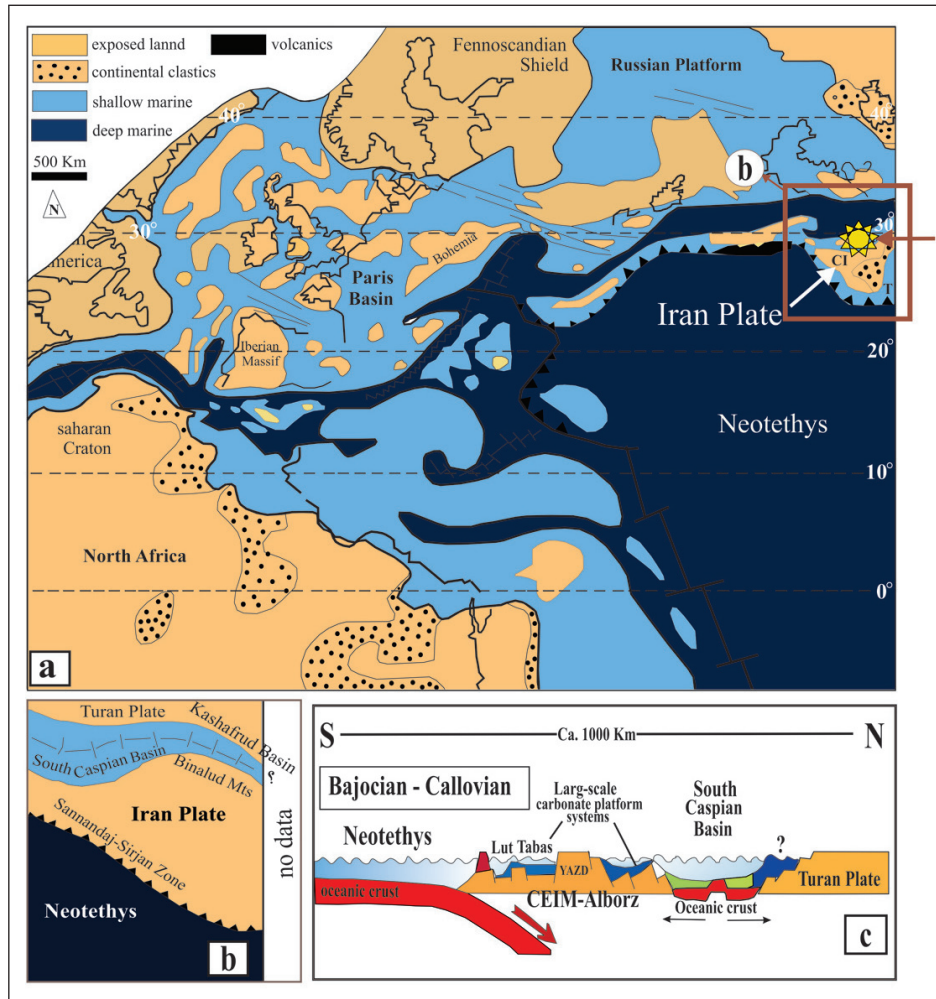 exposed lannd
volcanics
continental clastics
shallow marine
deep marine
500 Km
N
Fennoscandian
Shield
Russian Platform
40°
40°
b
30°
30°
merica
Bohemia
Paris
Basin
CI
T
Iran Plate
Iberian
Massif
20°
saharan
Craton
Neotethys
10°
North Africa
0°
a
Turan Plate
Kashafrud Basin
South Caspian Basin
Binalud Mts
?
Iran Plate
Sannandaj-Sirjan Zone
no data
Neotethys
b
S
Ca. 1000 Km
N
Bajocian - Callovian
Larg-scale
carbonate platform
systems
South
Caspian
Basin
Neotethys
Lut Tabas
?
YAZD
Turan Plate
oceanic crust
CEIM-Alborz
Oceanic crust
c